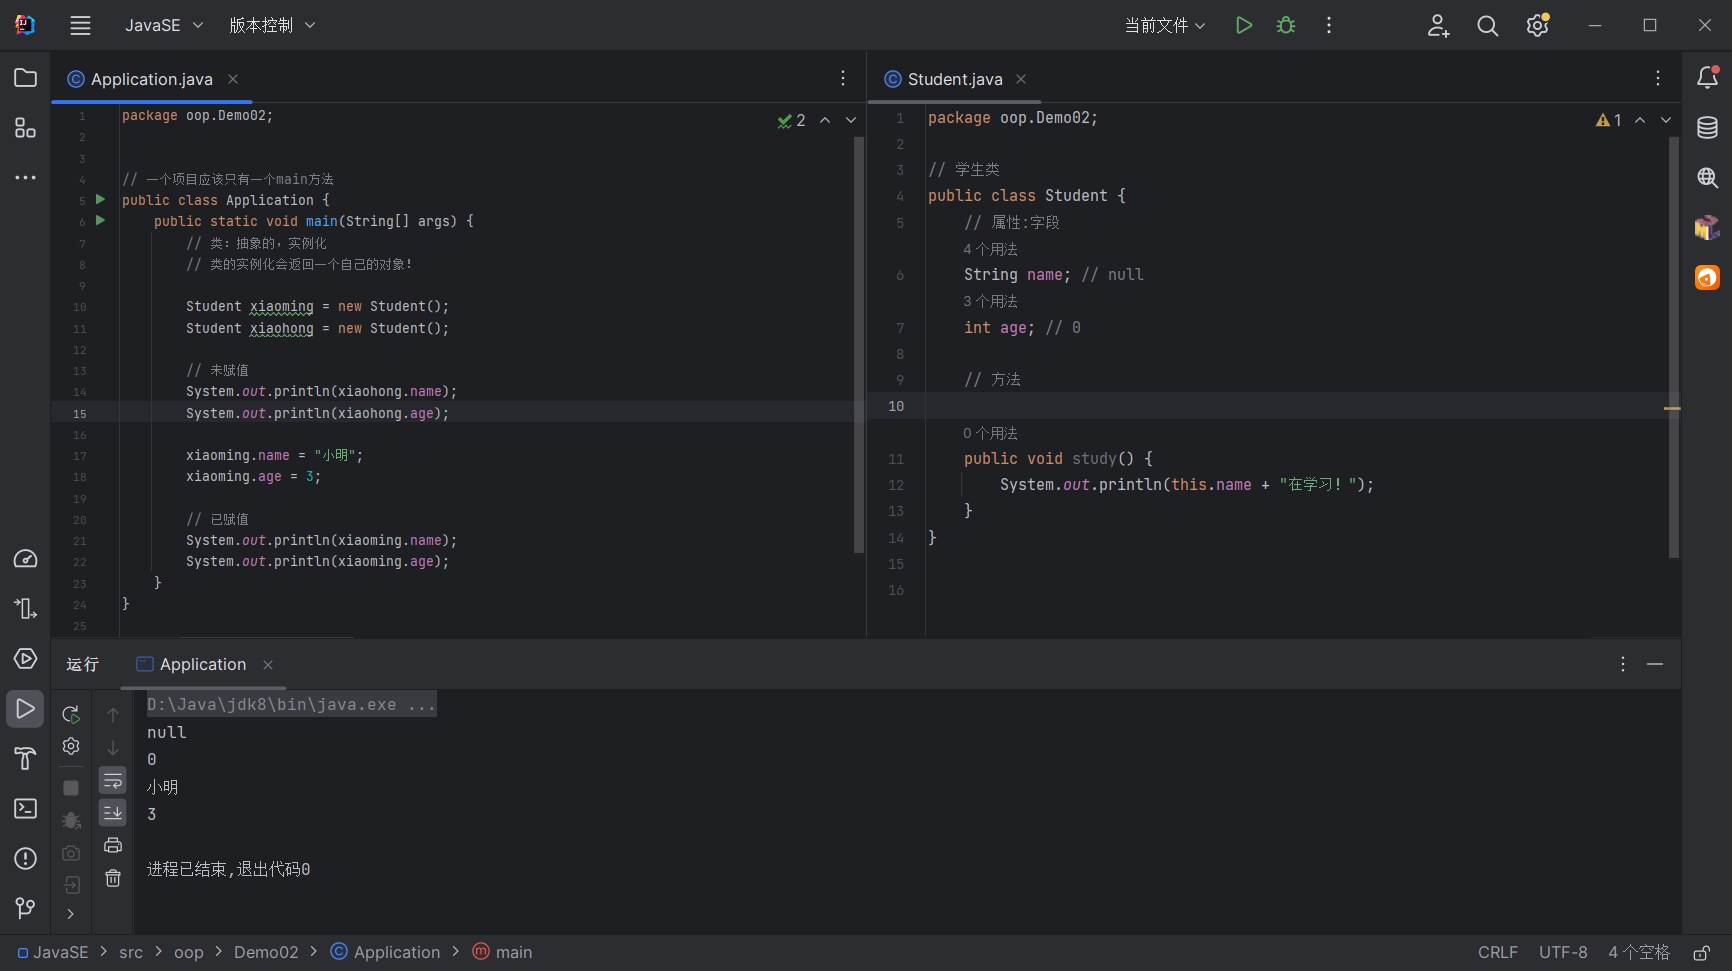 JavaSE 版本控制 当前文件
Application.java
1 package oop.Demo02;
2
3
4 // 一个项目应该只有一个main方法
5 public class Application {
6 public static void main(String[] args) {
7 // 类: 抽象的，实例化
8 // 类的实例化会返回一个自己的对象!
9
10 Student xiaoming = new Student();
11 Student xiaohong = new Student();
12
13 // 未赋值
14 System.out.println(xiaohong.name);
15 System.out.println(xiaohong.age);
16
17 xiaoming.name = "小明";
18 xiaoming.age = 3;
19
20 // 已赋值
21 System.out.println(xiaoming.name);
22 System.out.println(xiaoming.age);
23 }
24 }
25
2
Student.java
1 package oop.Demo02;
2
3 // 学生类
4 public class Student {
5 // 属性:字段
4 个用法
6 String name; // null
3 个用法
7 int age; // 0
8
9 // 方法
10
0 个用法
11 public void study() {
12 System.out.println(this.name + "在学习! ");
13 }
14 }
15
16
1
运行 Application
D:\Java\jdk8\bin\java.exe ...
null
0
小明
3
进程已结束,退出代码0
JavaSE > src > oop > Demo02 > Application > main CRLF UTF-8 4 个空格